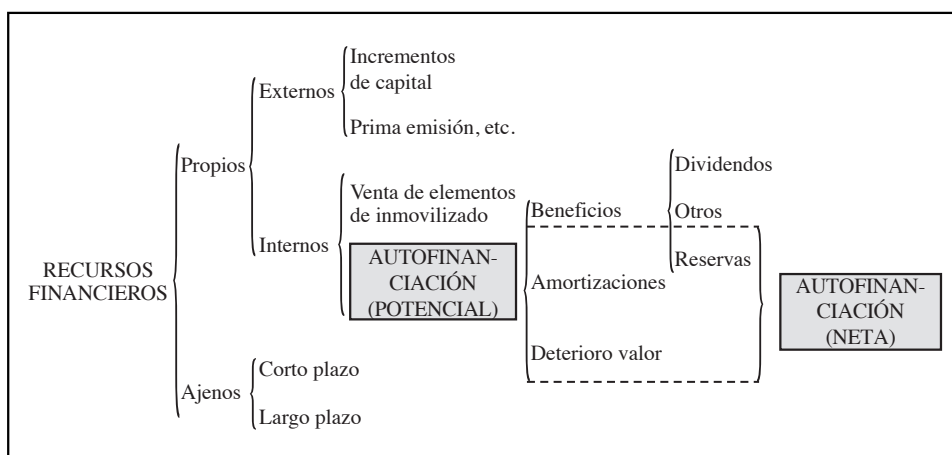 Incrementos
de capital
Externos
Prima emisión, etc.
Propios
Dividendos
Venta de elementos
de inmovilizado
Beneficios
Otros
Internos
AUTOFINAN-
CIACIÓN
(POTENCIAL)
Reservas
RECURSOS
FINANCIEROS
Amortizaciones
AUTOFINAN-
CIACIÓN
(NETA)
Deterioro valor
Corto plazo
Ajenos
Largo plazo